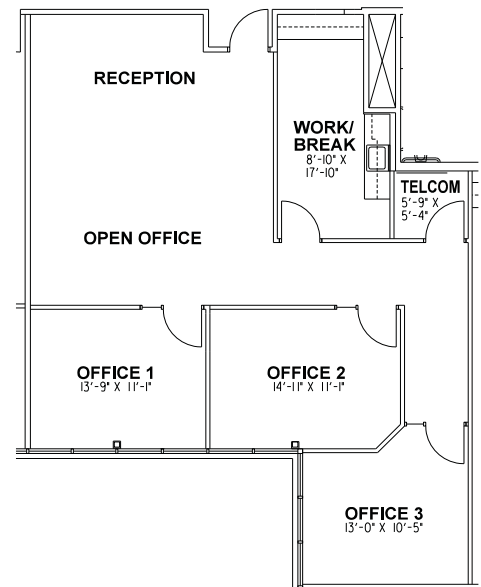 RECEPTION
WORK/
BREAK
8'-10" X
17'-10"
TELCOM
5'-9" X
5'-4"
OPEN OFFICE
OFFICE 1
13'-9" X 11'-1"
OFFICE 2
14'-11" X 11'-1"
OFFICE 3
13'-0" X 10'-5"